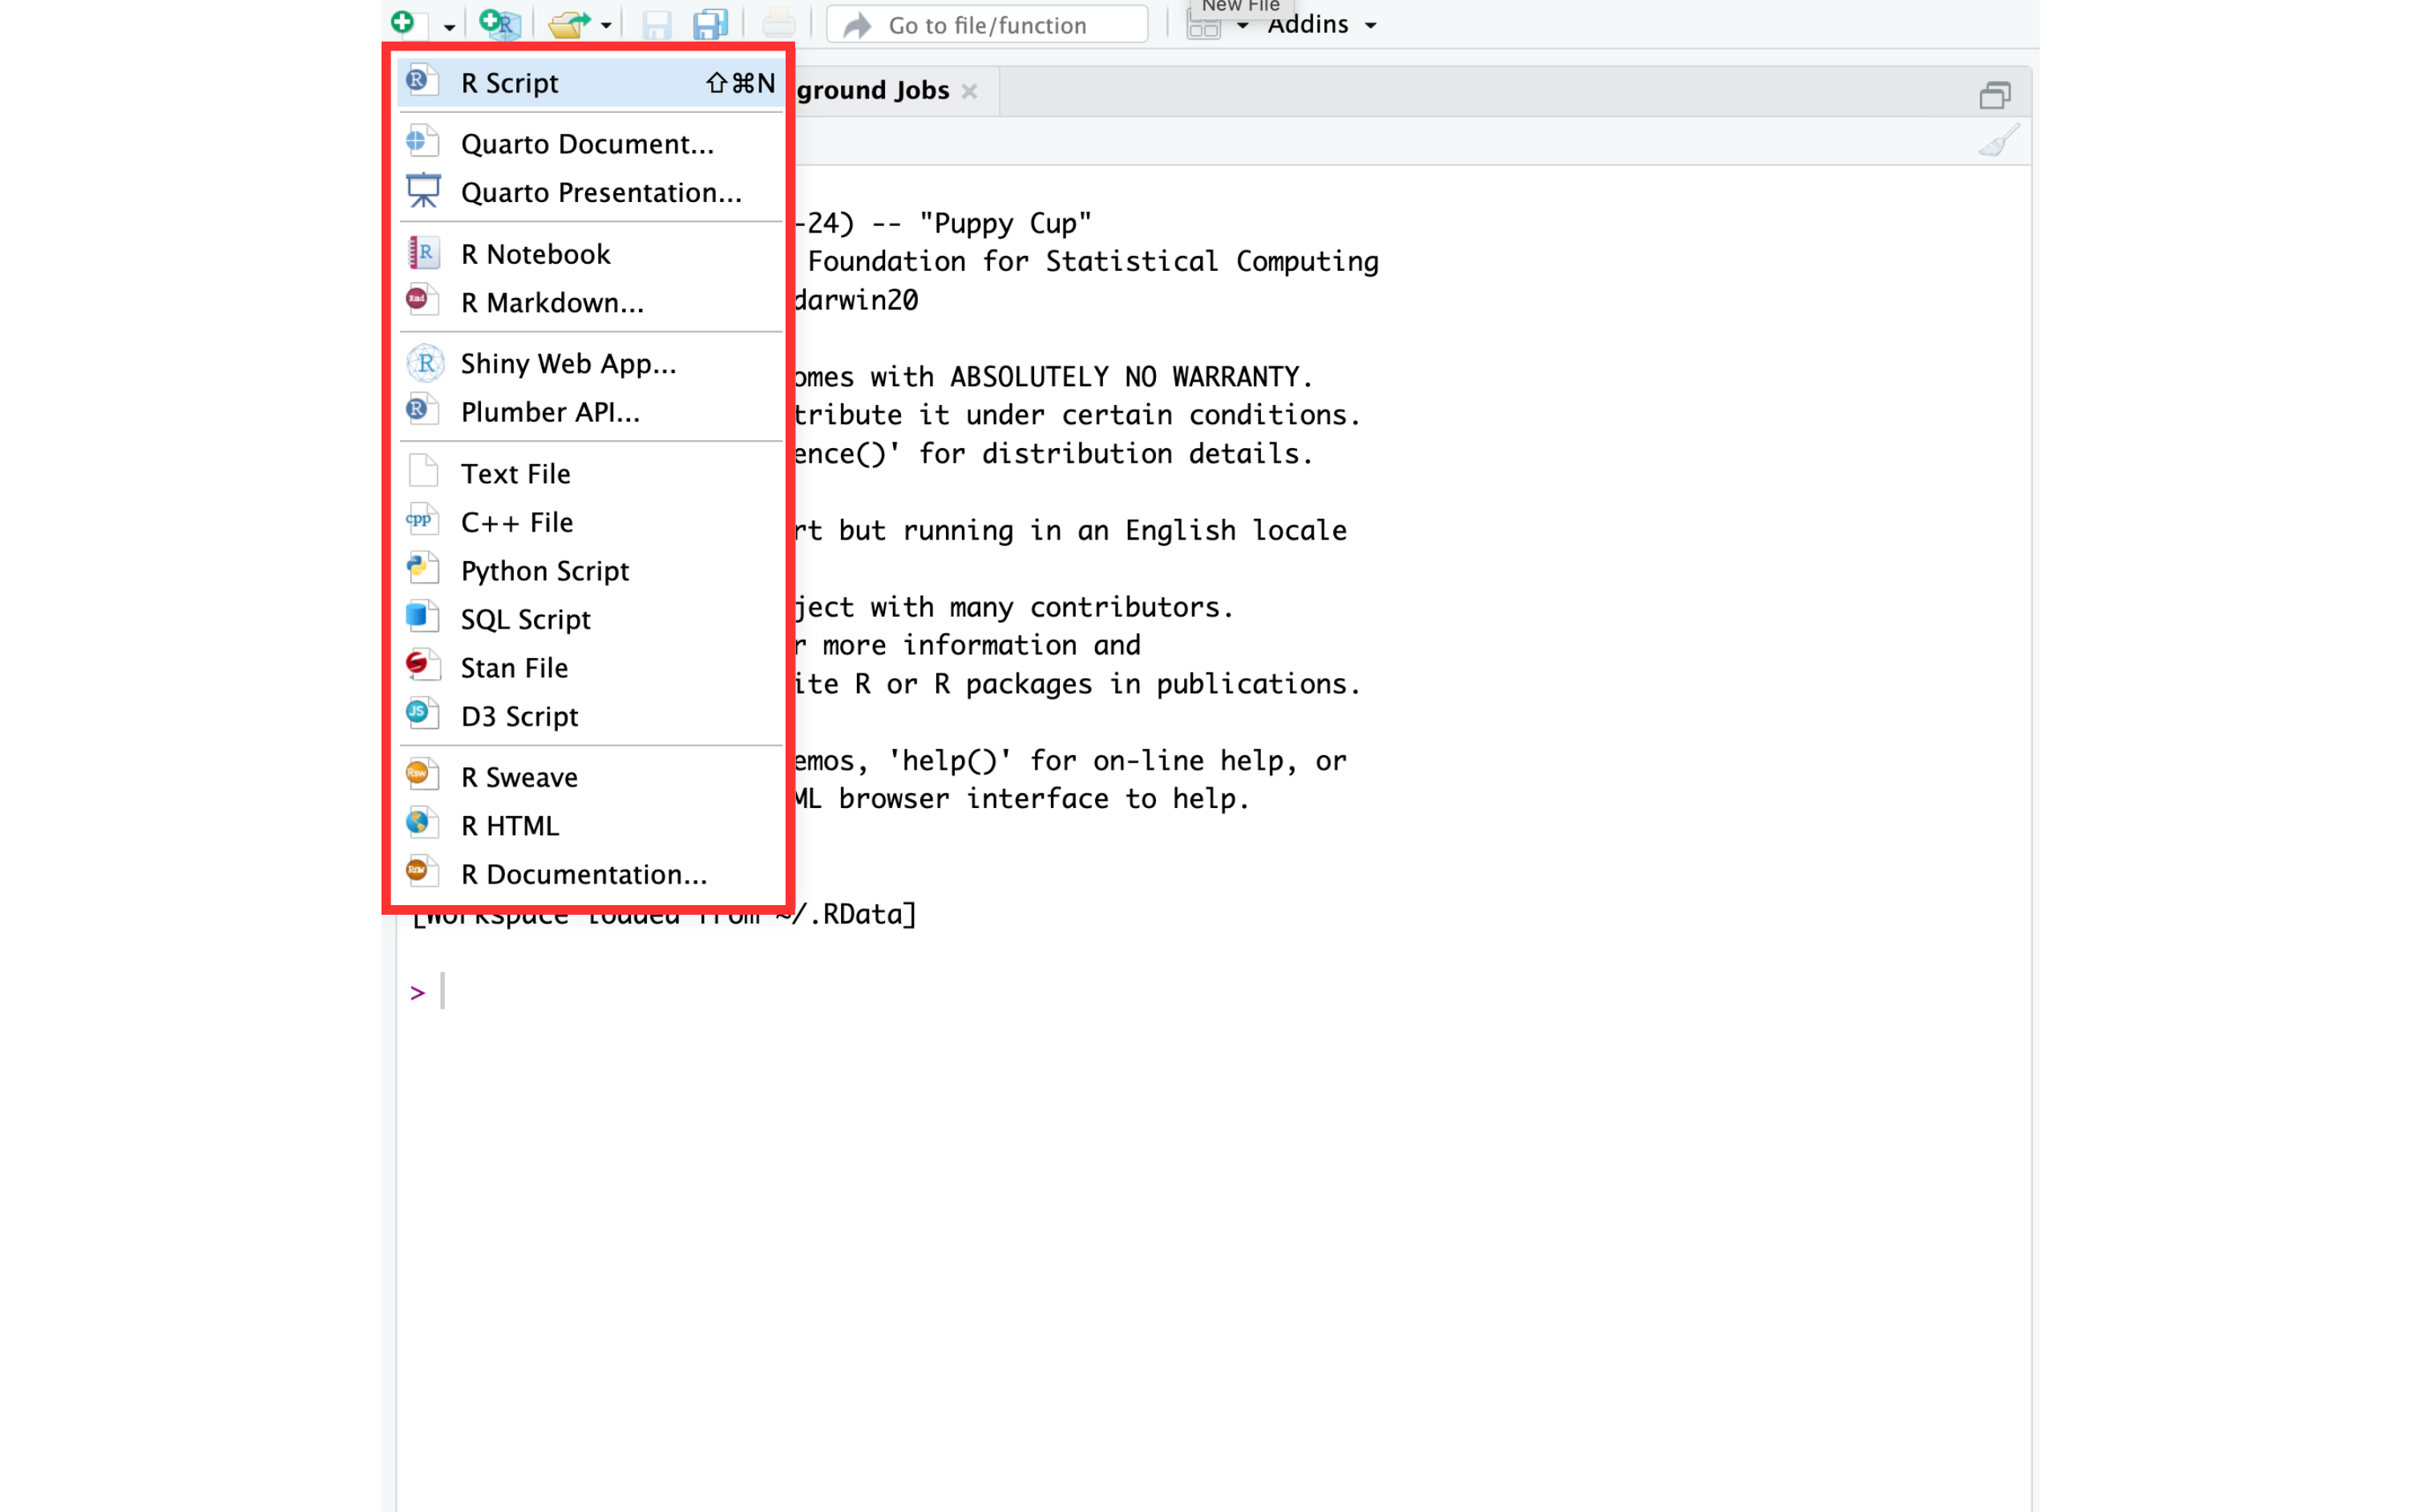 New File
Go to file/function
Addins
R Script ⇧⌘N
ground Jobs
Quarto Document...
Quarto Presentation...
-24) -- "Puppy Cup"
R Notebook
Foundation for Statistical Computing
R Markdown...
darwin20
Shiny Web App...
omes with ABSOLUTELY NO WARRANTY.
Plumber API...
tribute it under certain conditions.
ence()' for distribution details.
Text File
C++ File
rt but running in an English locale
Python Script
SQL Script
ject with many contributors.
r more information and
Stan File
ite R or R packages in publications.
D3 Script
R Sweave
emos, 'help()' for on-line help, or
ML browser interface to help.
R HTML
R Documentation...
[Workspace loaded from ~/.RData]
>